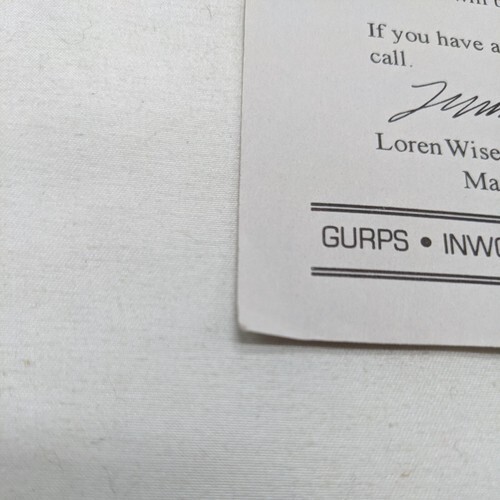 If you have a
call.
Loren Wise
Ma
GURPS • INWO